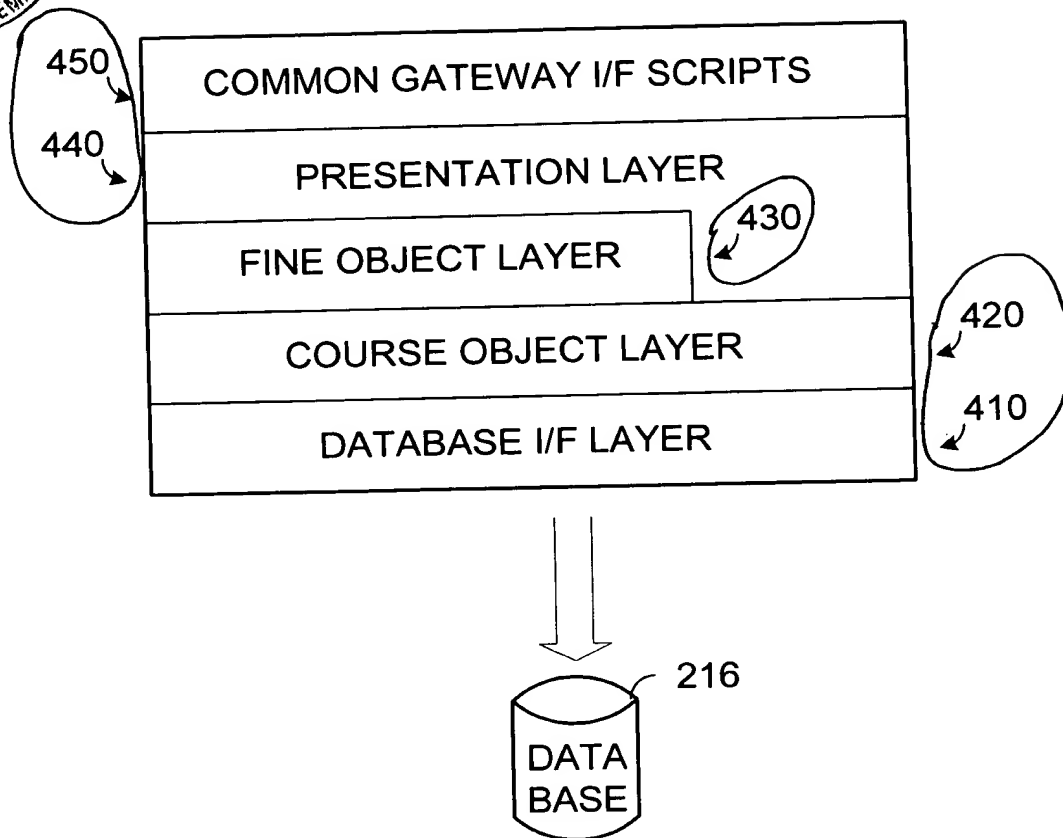 450
COMMON GATEWAY I/F SCRIPTS
440
PRESENTATION LAYER
430
FINE OBJECT LAYER
420
COURSE OBJECT LAYER
410
DATABASE I/F LAYER
216
DATA
BASE